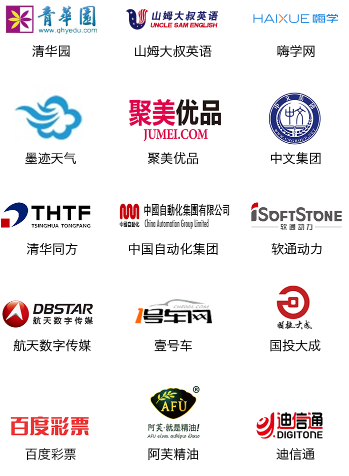 青華園
www.qhyedu.com
清华园
山姆大叔英语
UNCLE SAM ENGLISH
山姆大叔英语
HAIXUE 嗨学
嗨学网
墨迹天气
聚美优品
JUMEI.COM
聚美优品
中文集团
THTF
TSINGHUA TONGFANG
清华同方
中国自动化
中國自動化集團有限公司
China Automation Group Limited
中国自动化集团
iSOFTSTONE
软通动力
软通动力
DBSTAR
航天数字传媒
航天数字传媒
1号车网
壹号车
国投大成
国投大成
百度彩票
百度彩票
AFU
阿芙·就是精油!
阿芙精油
迪信通
DIGITONE
迪信通